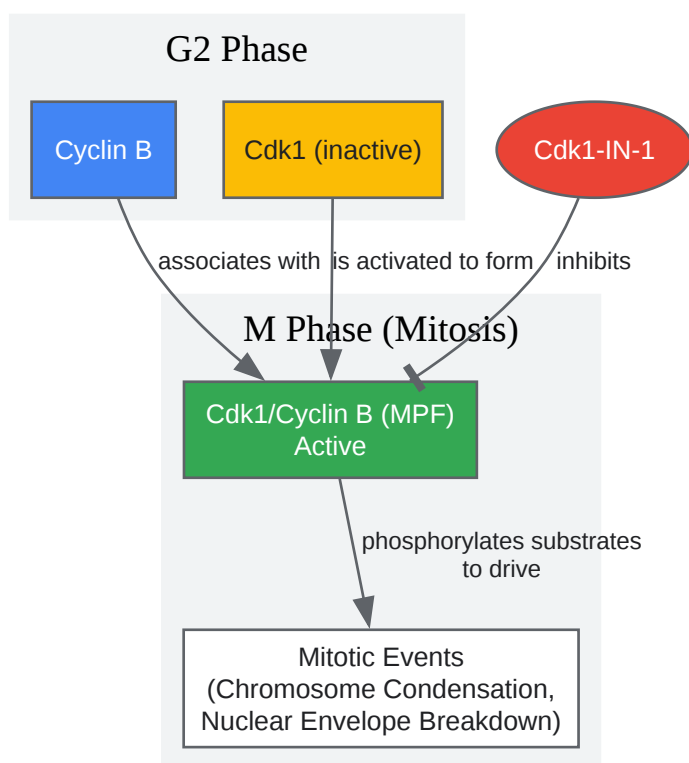 G2 Phase
Cyclin B
Cdk1 (inactive)
Cdk1-IN-1
associates with
is activated to form
inhibits
M Phase (Mitosis)
Cdk1/Cyclin B (MPF)
Active
phosphorylates substrates
to drive
Mitotic Events
(Chromosome Condensation,
Nuclear Envelope Breakdown)